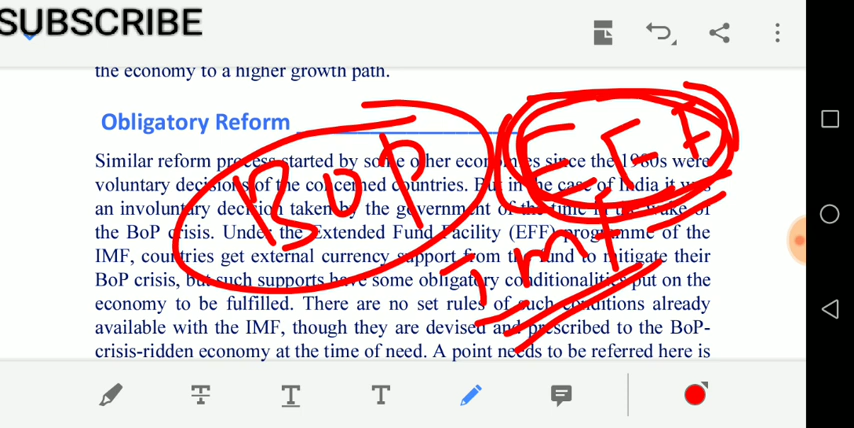 SUBSCRIBE
the economy to a higher growth path.
Obligatory Reform
Similar reform process started by some other economies since the 1980s were
voluntary decisions of the concerned countries. But in the case of India it was
an involuntary decision taken by the government of the time in the wake of
the BoP crisis. Under the Extended Fund Facility (EFF) programme of the
IMF, countries get external currency support from the fund to mitigate their
BoP crisis, but such supports have some obligatory conditionalities put on the
economy to be fulfilled. There are no set rules of such conditions already
available with the IMF, though they are devised and prescribed to the BoP-
crisis-ridden economy at the time of need. A point needs to be referred here is
BOP
EFF
imf